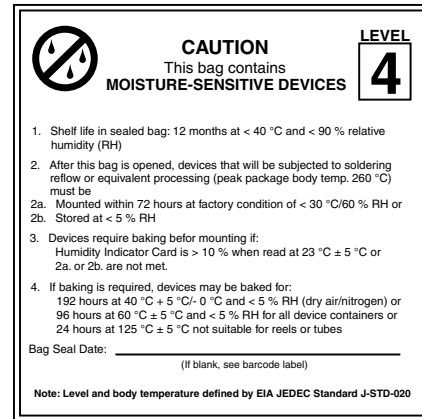 LEVEL
4
CAUTION
This bag contains
MOISTURE-SENSITIVE DEVICES
1. Shelf life in sealed bag: 12 months at < 40 °C and < 90 % relative
humidity (RH)
2. After this bag is opened, devices that will be subjected to soldering
reflow or equivalent processing (peak package body temp. 260 °C)
must be
2a. Mounted within 72 hours at factory condition of < 30 °C/60 % RH or
2b. Stored at < 5 % RH
3. Devices require baking befor mounting if:
Humidity Indicator Card is > 10 % when read at 23 °C ± 5 °C or
2a. or 2b. are not met.
4. If baking is required, devices may be baked for:
192 hours at 40 °C + 5 °C/- 0 °C and < 5 % RH (dry air/nitrogen) or
96 hours at 60 °C ± 5 °C and < 5 % RH for all device containers or
24 hours at 125 °C ± 5 °C not suitable for reels or tubes
Bag Seal Date:
(If blank, see barcode label)
Note: Level and body temperature defined by EIA JEDEC Standard J-STD-020